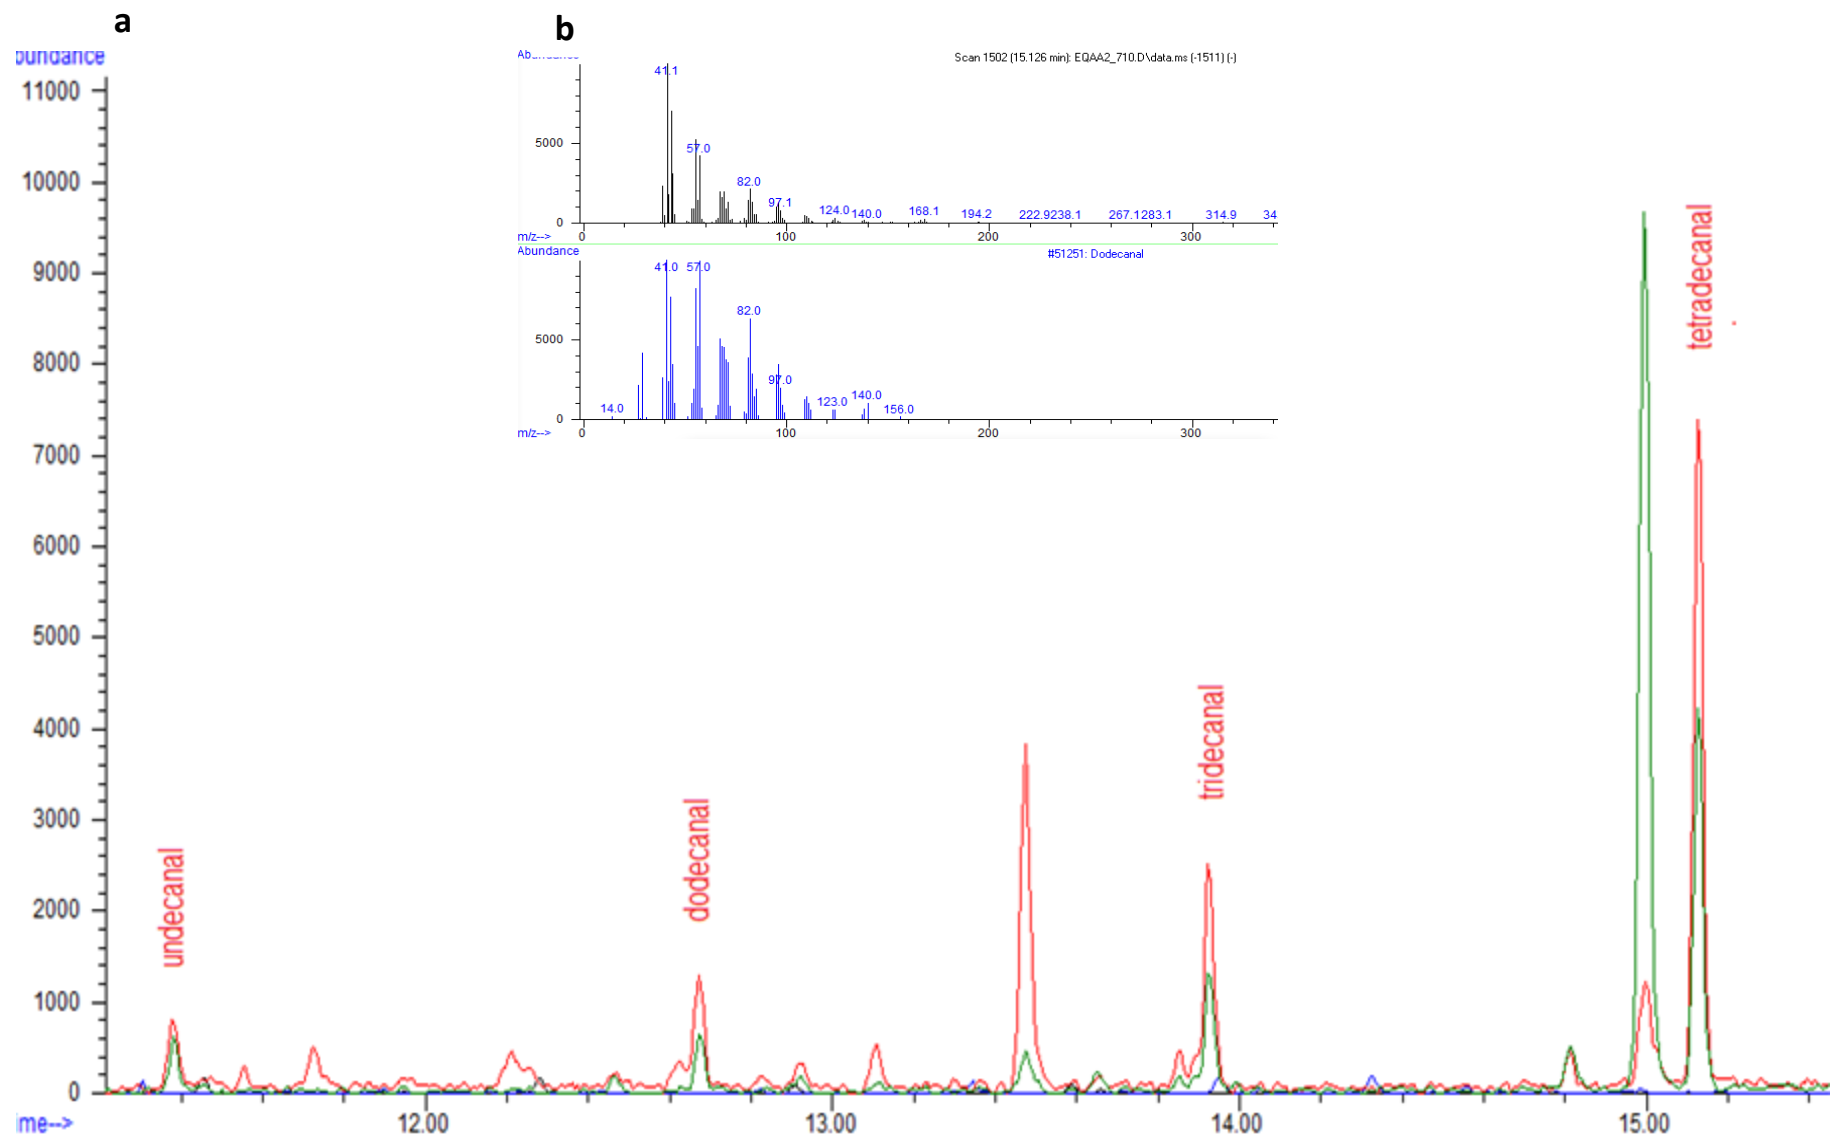 a
b
Abundance
Scan 1502 (15.126 min): EQAA2_710.D\data.ms (-1511) (-)
41.1
5000
57.0
82.0
97.1
124.0 140.0 168.1 194.2 222.9238.1 267.1283.1 314.9 34
0
0 100 200 300
m/z-->
Abundance
#51251: Dodecanal
41.0 57.0
82.0
5000
97.0
14.0 123.0 140.0 156.0
0
0 100 200 300
m/z-->
bundance
11000
10000
9000
8000
7000
6000
5000
4000
3000
2000
1000
0
undecanal
dodecanal
tridecanal
tetradecanal
ime-->
12.00 13.00 14.00 15.00